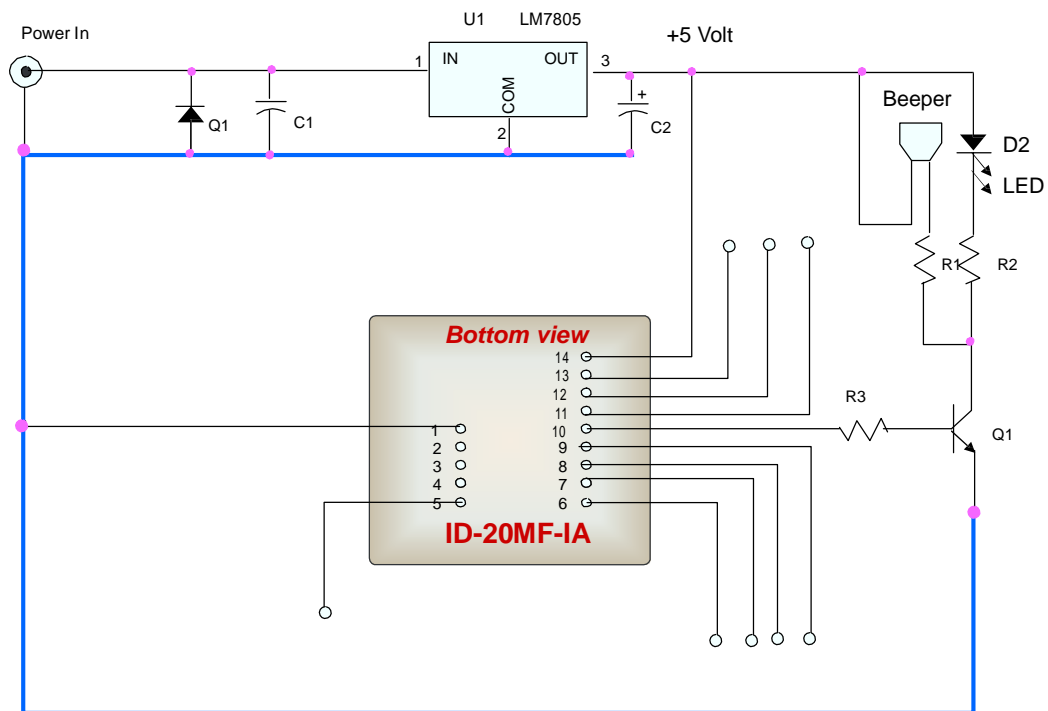 U1 LM7805
Power In
+5 Volt
1 IN OUT 3
COM
2
Q1
C1
+
C2
Beeper
D2
LED
R1
R2
Bottom view
14
13
12
11
10
9
8
7
6
1
2
3
4
5
ID-20MF-IA
R3
Q1